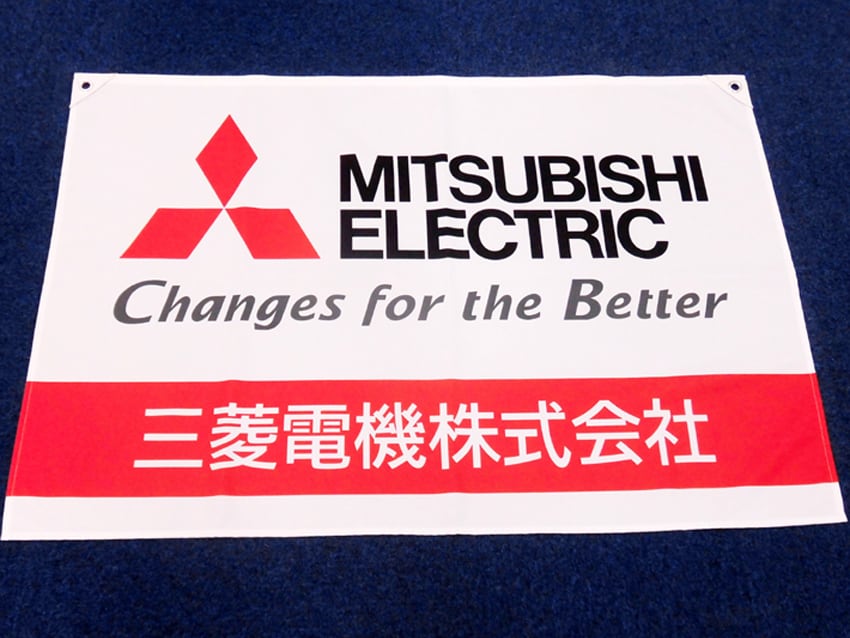 MITSUBISHI
ELECTRIC
Changes for the Better
三菱電機株式会社